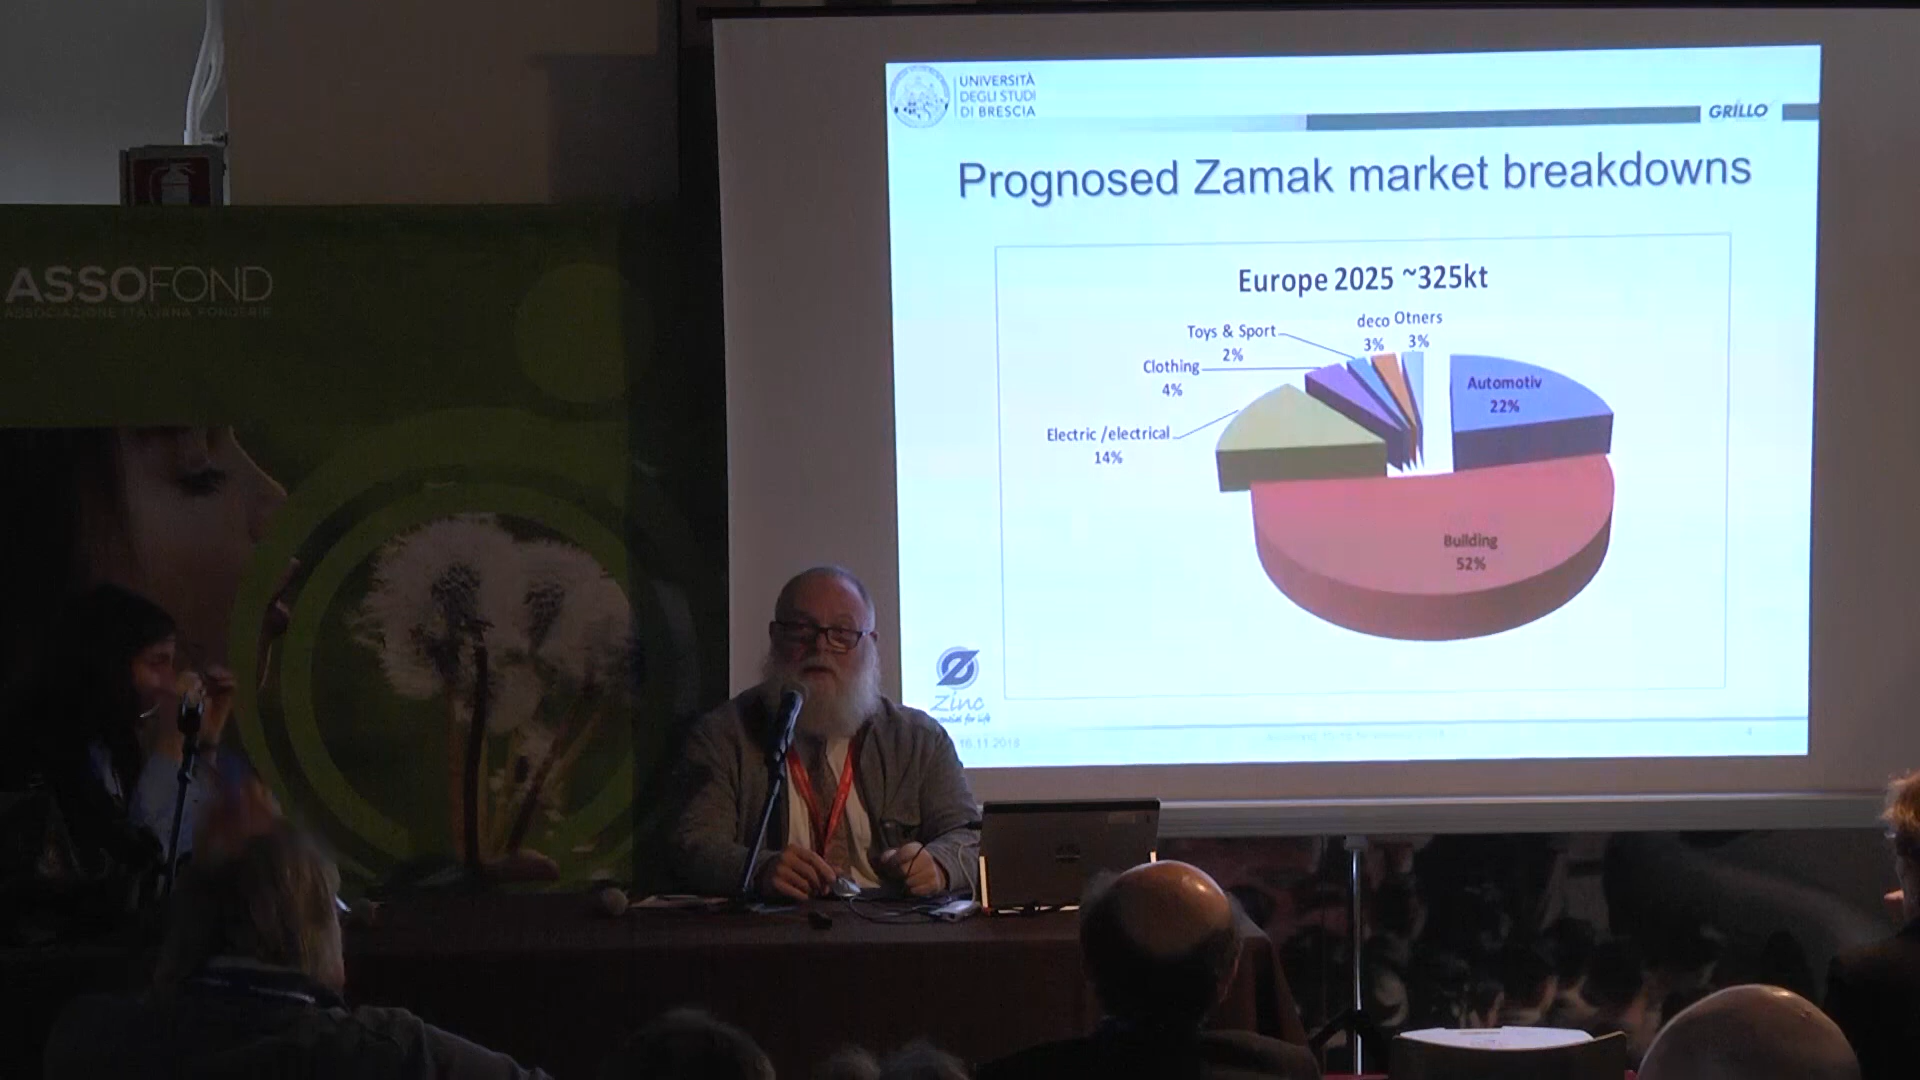 UNIVERSITÀ
DEGLI STUDI
DI BRESCIA
GRILLO
Prognosed Zamak market breakdowns
Europe 2025 ~325kt
Toys & Sport
2%
deco
3%
Otners
3%
Clothing
4%
Automotiv
22%
Electric /electrical
14%
Building
52%
Zinc
16.11.2018
4
ASSOFOND
ASSOCIAZIONE ITALIANA FONDERIE